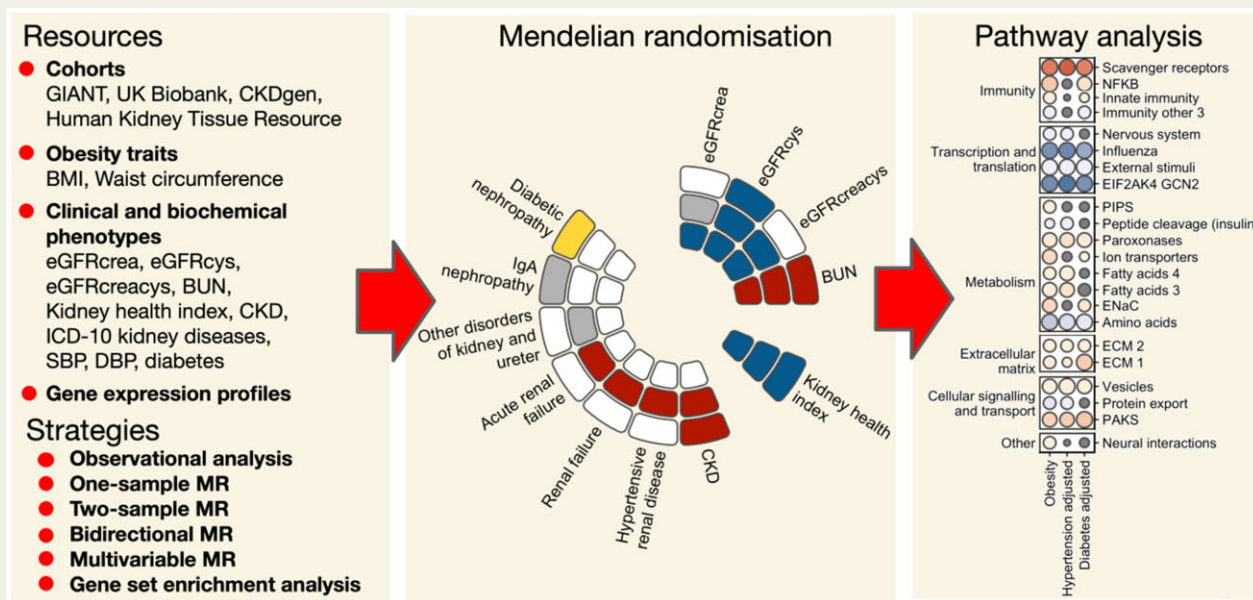 Resources
Cohorts
GIANT, UK Biobank, CKDgen,
Human Kidney Tissue Resource
Obesity traits
BMI, Waist circumference
Clinical and biochemical
phenotypes
eGFRcrea, eGFRcys,
eGFRcreacys, BUN,
Kidney health index, CKD,
ICD-10 kidney diseases,
SBP, DBP, diabetes
Gene expression profiles
Strategies
Observational analysis
One-sample MR
Two-sample MR
Bidirectional MR
Multivariable MR
Gene set enrichment analysis
Mendelian randomisation
eGFRcrea
eGFRcys
eGFRcreacys
BUN
Kidney health
index
CKD
Hypertensive
renal disease
Renal failure
Acute renal
failure
Other disorders
of kidney and
ureter
IgA
nephropathy
Diabetic
nephropathy
Pathway analysis
Immunity
Scavenger receptors
NFKB
Innate immunity
Immunity other 3
Transcription and
translation
Nervous system
Influenza
External stimuli
EIF2AK4 GCN2
Metabolism
PIPS
Peptide cleavage (insulin
Paroxonases
Ion transporters
Fatty acids 4
Fatty acids 3
ENaC
Amino acids
Extracellular
matrix
ECM 2
ECM 1
Cellular signalling
and transport
Vesicles
Protein export
PAKS
Other
Neural interactions
Obesity
Hypertension adjusted
Diabetes adjusted